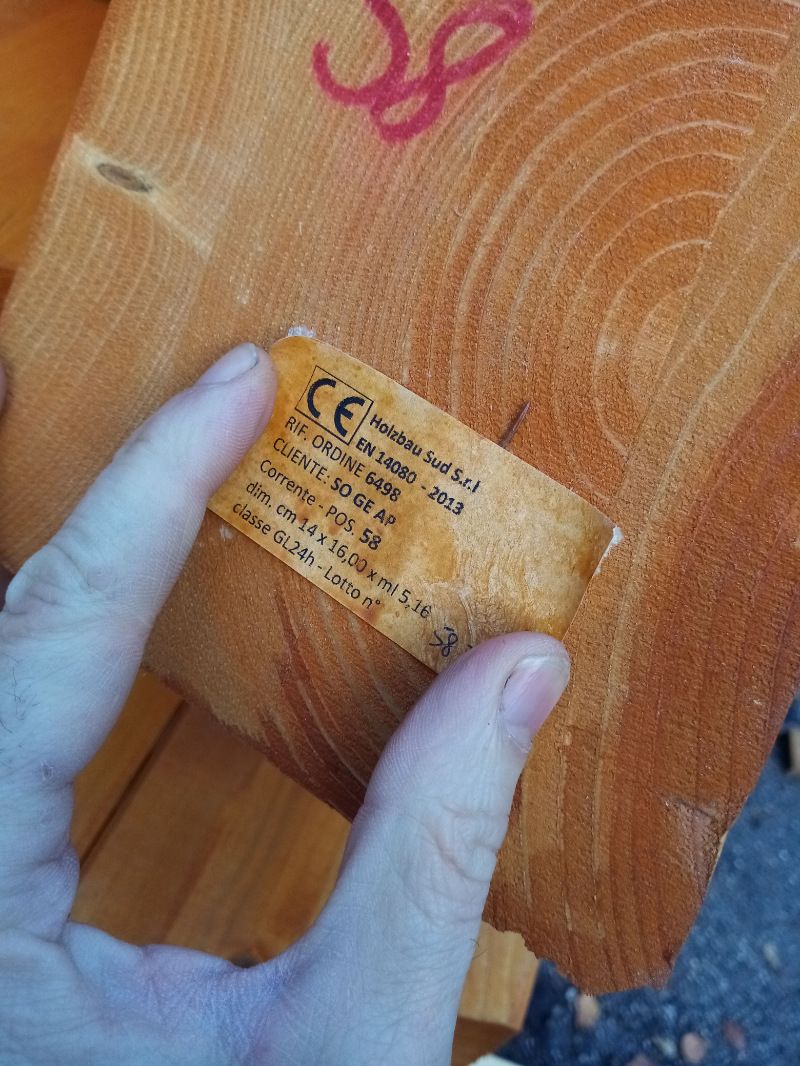 58
CE Holzbau Sud S.r.l
EN 14080 - 2013
RIF. ORDINE 6498
CLIENTE: SO GE AP
Corrente - POS. 58
dim. cm 14 x 16,00 x ml 5,16
classe GL24h - Lotto n°
58